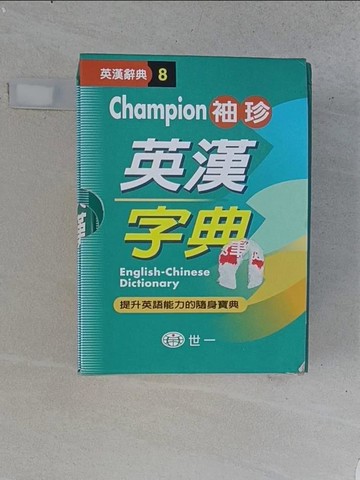 英漢辭典 8
Champion 袖珍
英漢
字典
English-Chinese
Dictionary
提升英語能力的隨身寶典
世一